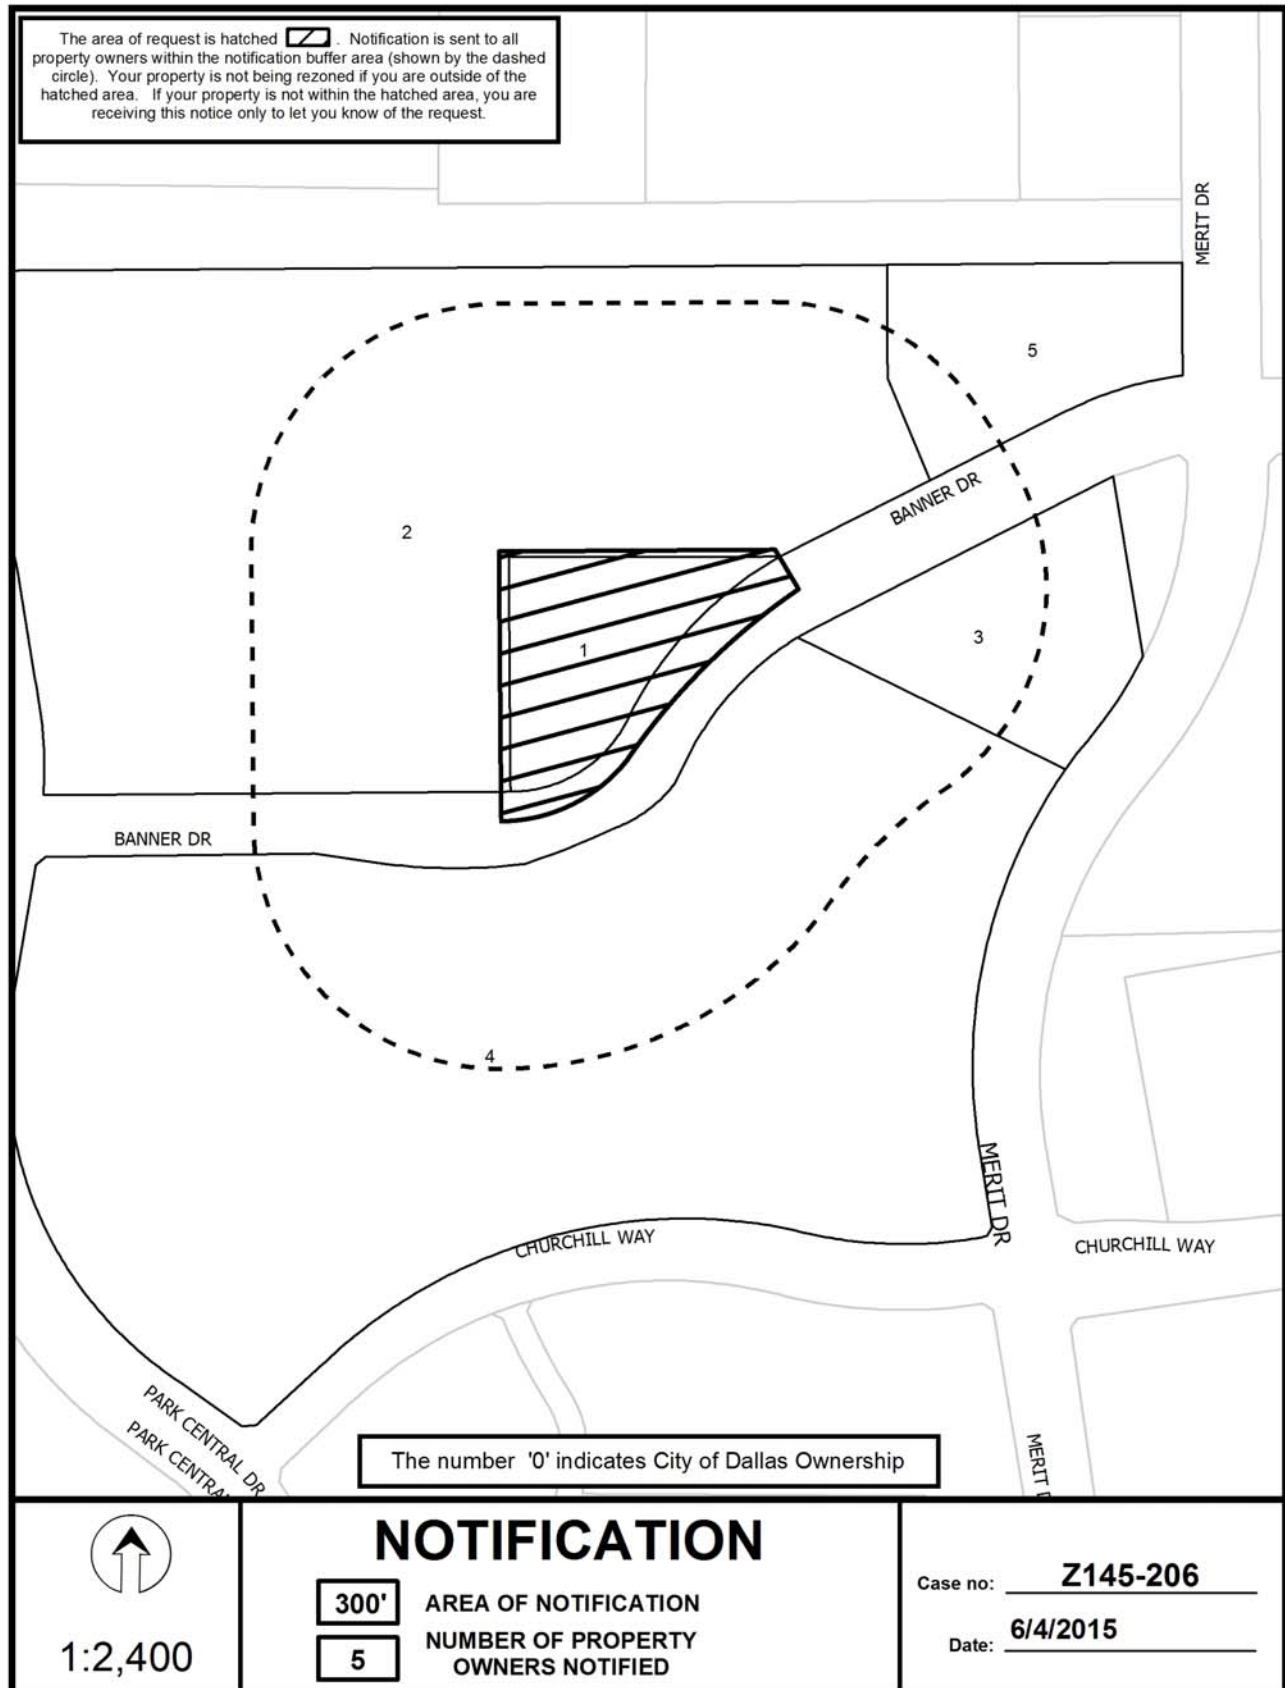 The area of request is hatched . Notification is sent to all
property owners within the notification buffer area (shown by the dashed
circle). Your property is not being rezoned if you are outside of the
hatched area. If your property is not within the hatched area, you are
receiving this notice only to let you know of the request.
MERIT DR
5
BANNER DR
2
1
3
BANNER DR
4
MERIT DR
CHURCHILL WAY
CHURCHILL WAY
PARK CENTRAL DR
PARK CENTRA
MERIT D
The number '0' indicates City of Dallas Ownership
1:2,400
NOTIFICATION
300' AREA OF NOTIFICATION
5 NUMBER OF PROPERTY
OWNERS NOTIFIED
Case no: Z145-206
Date: 6/4/2015